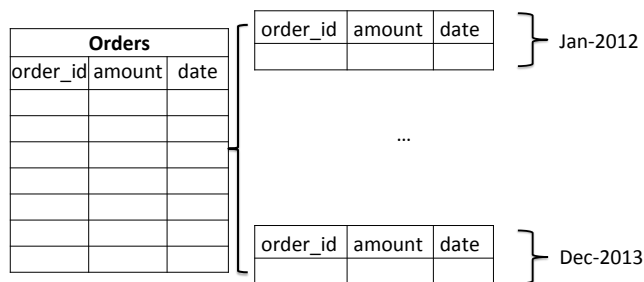 Orders
order_id amount date
order_id amount date
Jan-2012
...
order_id amount date
Dec-2013